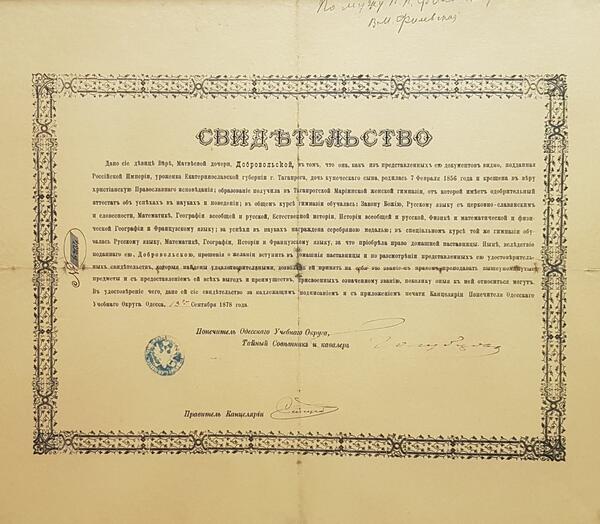 По мужу
В.М. Филевская
СВИДѢТЕЛЬСТВО
Дано сіе дѣвицѣ Вѣрѣ, Матвѣевой дочери, Добровольской, въ томъ, что она, какъ изъ представленныхъ ею документовъ видно, подданная
Россійской Имперіи, уроженка Екатеринославской губерніи г. Таганрога, дочь купеческаго сына, родилась 7 Февраля 1856 года и крещена въ вѣру
христіанскую Православнаго исповѣданія; образованіе получила въ Таганрогской Маріинской женской гимназіи, отъ которой имѣетъ одобрительный
аттестатъ объ успѣхахъ въ наукахъ и поведеніи; въ общемъ курсѣ гимназіи обучалась: Закону Божію, Русскому языку съ церковно-славянскимъ
и словесности, Математикѣ, Географіи всеобщей и русской, Естественной исторіи, Исторіи всеобщей и русской, Физикѣ и математической и физи-
ческой Географіи и Французскому языку; за успѣхи въ наукахъ награждена серебряною медалью; въ спеціальномъ курсѣ той же гимназіи обу-
чалась Русскому языку, Математикѣ, Географіи, Исторіи и Французскому языку, за что пріобрѣла право домашней наставницы. Нынѣ, вслѣдствіе
поданнаго ею, Добровольскою, прошенія о желаніи вступить въ домашнія наставницы и по разсмотрѣніи представленныхъ ею удостовѣритель-
ныхъ свидѣтельствъ, которыя найдены удовлетворительными, дозволено ей принять на себя это званіе съ правомъ преподавать вышеупомянутые
предметы и съ предоставленіемъ ей всѣхъ выгодъ и преимуществъ, присвоенныхъ означенному званію, поколику оныя къ ней относиться могутъ.
Въ удостовѣреніе чего, дано ей сіе свидѣтельство за надлежащимъ подписаніемъ и съ приложеніемъ печати Канцеляріи Попечителя Одесскаго
Учебнаго Округа. Одесса, 13го Сентября 1878 года.
Попечитель Одесскаго Учебнаго Округа,
Тайный Совѣтникъ и кавалеръ
Правитель Канцеляріи